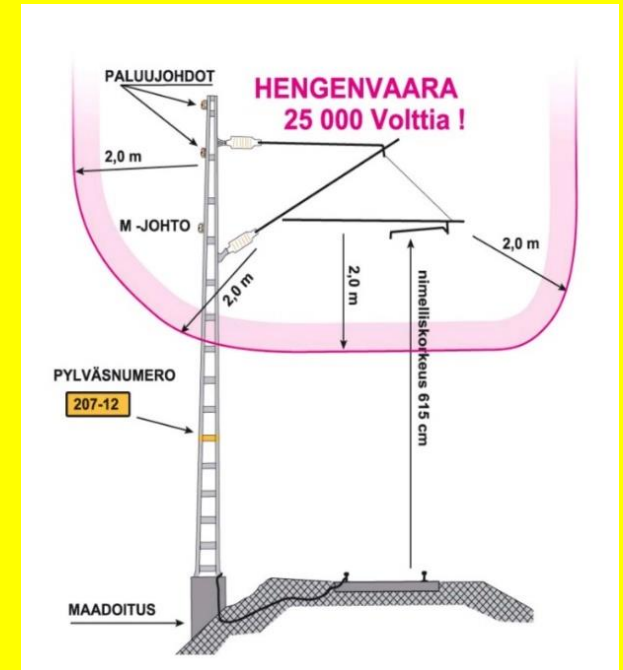 PALUUJOHDOT
HENGENVAARA
25 000 Volttia !
2,0 m
M -JOHTO
2,0 m
2,0 m
2,0 m
nimelliskorkeus 615 cm
PYLVÄSNUMERO
207-12
MAADOITUS